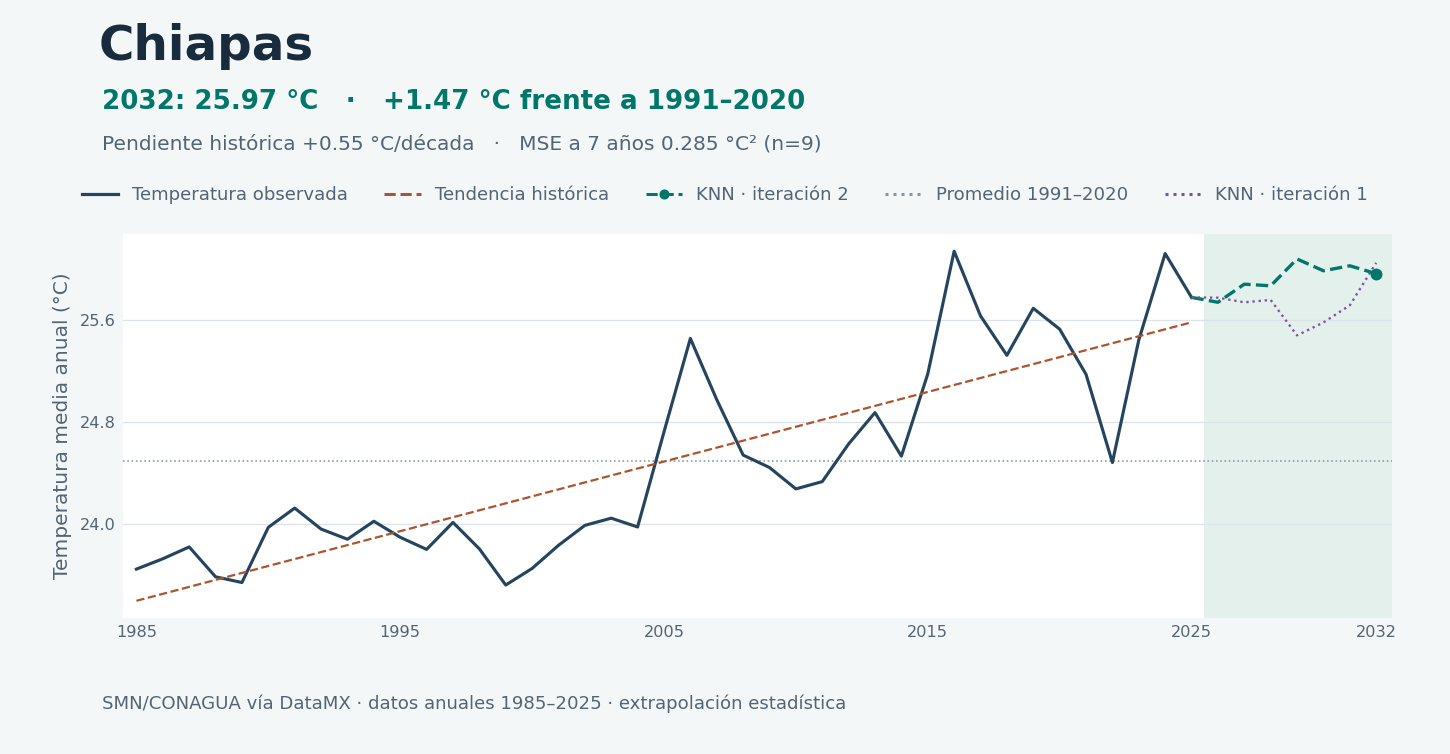 Chiapas
2032: 25.97 °C · +1.47 °C frente a 1991–2020
Pendiente histórica +0.55 °C/década · MSE a 7 años 0.285 °C² (n=9)
Temperatura observada Tendencia histórica KNN · iteración 2 Promedio 1991–2020 KNN · iteración 1
Temperatura media anual (°C)
25.6
24.8
24.0
1985 1995 2005 2015 2025 2032
SMN/CONAGUA vía DataMX · datos anuales 1985–2025 · extrapolación estadística